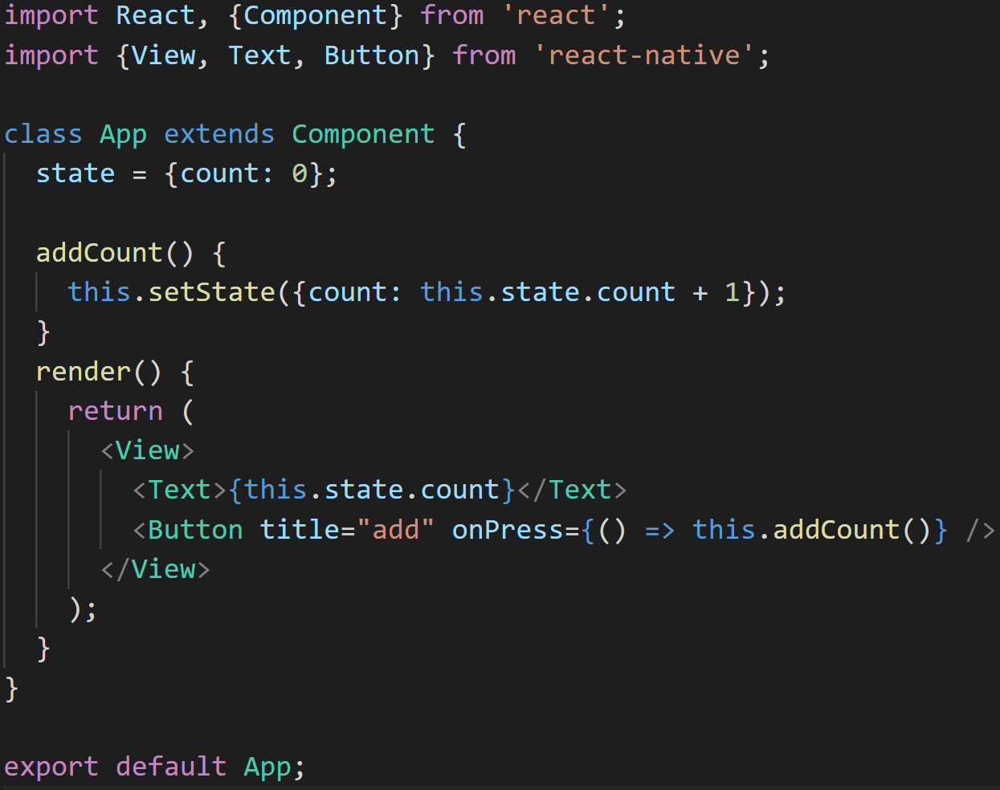 import React, {Component} from 'react';
import {View, Text, Button} from 'react-native';

class App extends Component {
  state = {count: 0};

  addCount() {
    this.setState({count: this.state.count + 1});
  }
  render() {
    return (
      <View>
        <Text>{this.state.count}</Text>
        <Button title="add" onPress={() => this.addCount()} />
      </View>
    );
  }
}

export default App;